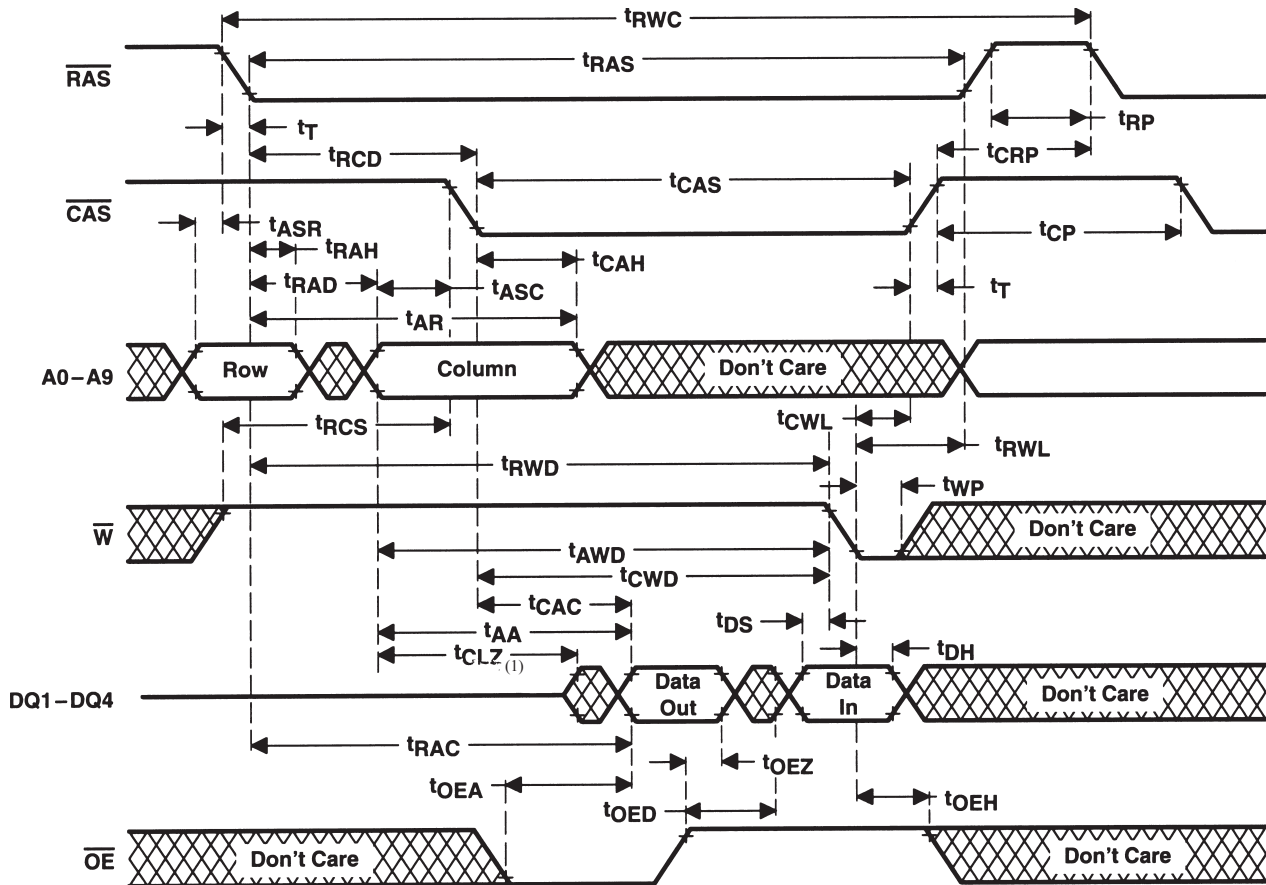 tRWC
RAS
tRAS
tT
tRP
tRCD
tCRP
CAS
tCAS
tASR
tRAH
tCP
tCAH
tRAD
tASC
tT
tAR
A0–A9
Row
Column
Don't Care
tRCS
tCWL
tRWL
tRWD
tWP
W
Don't Care
tAWD
tCWD
tCAC
tDS
tAA
tDH
tCLZ (1)
DQ1–DQ4
Data Out
Data In
Don't Care
tRAC
tOEZ
tOEA
tOED
tOEH
OE
Don't Care
Don't Care